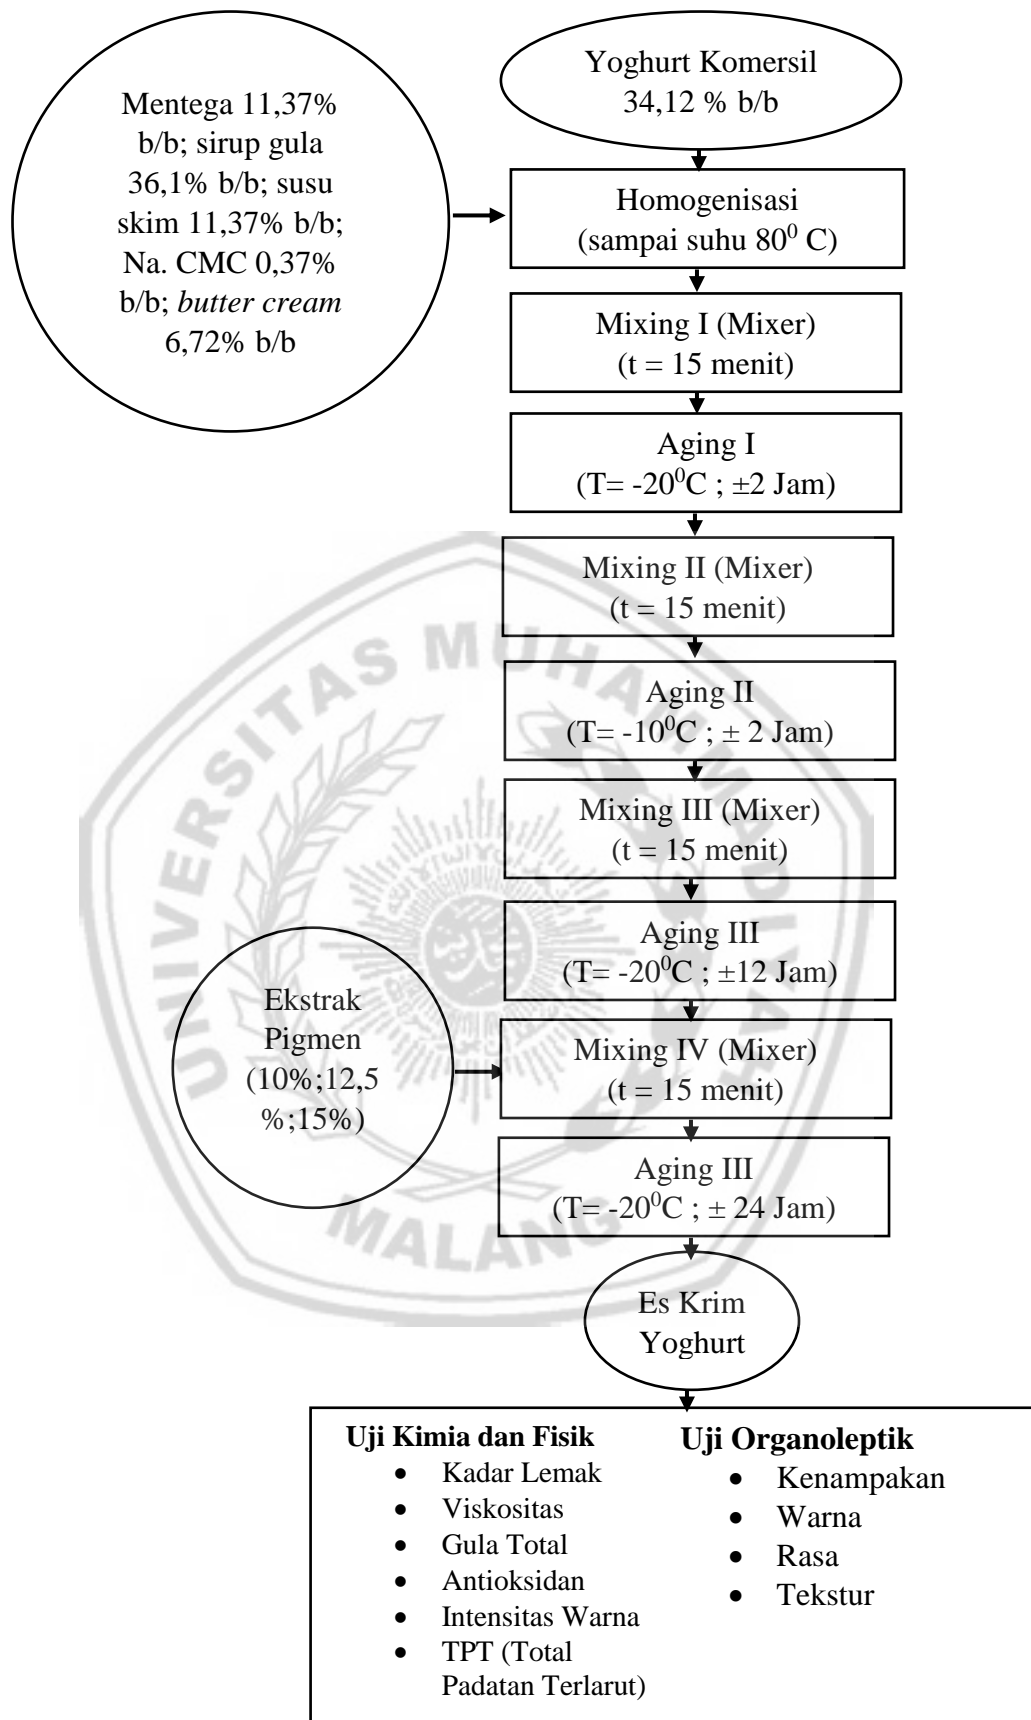 Yoghurt Komersil
34,12 % b/b
Mentega 11,37%
b/b; sirup gula
36,1% b/b; susu
skim 11,37% b/b;
Na. CMC 0,37%
b/b; butter cream
6,72% b/b
Homogenisasi
(sampai suhu 80⁰ C)
Mixing I (Mixer)
(t = 15 menit)
Aging I
(T= -20⁰C ; ±2 Jam)
Mixing II (Mixer)
(t = 15 menit)
Aging II
(T= -10⁰C ; ± 2 Jam)
Mixing III (Mixer)
(t = 15 menit)
Aging III
(T= -20⁰C ; ±12 Jam)
Ekstrak
Pigmen
(10%;12,5
%;15%)
Mixing IV (Mixer)
(t = 15 menit)
Aging III
(T= -20⁰C ; ± 24 Jam)
Es Krim
Yoghurt
Uji Kimia dan Fisik
• Kadar Lemak
• Viskositas
• Gula Total
• Antioksidan
• Intensitas Warna
• TPT (Total
Padatan Terlarut)
Uji Organoleptik
• Kenampakan
• Warna
• Rasa
• Tekstur
UNIVERSITAS MUHAMMADIYAH
MALANG